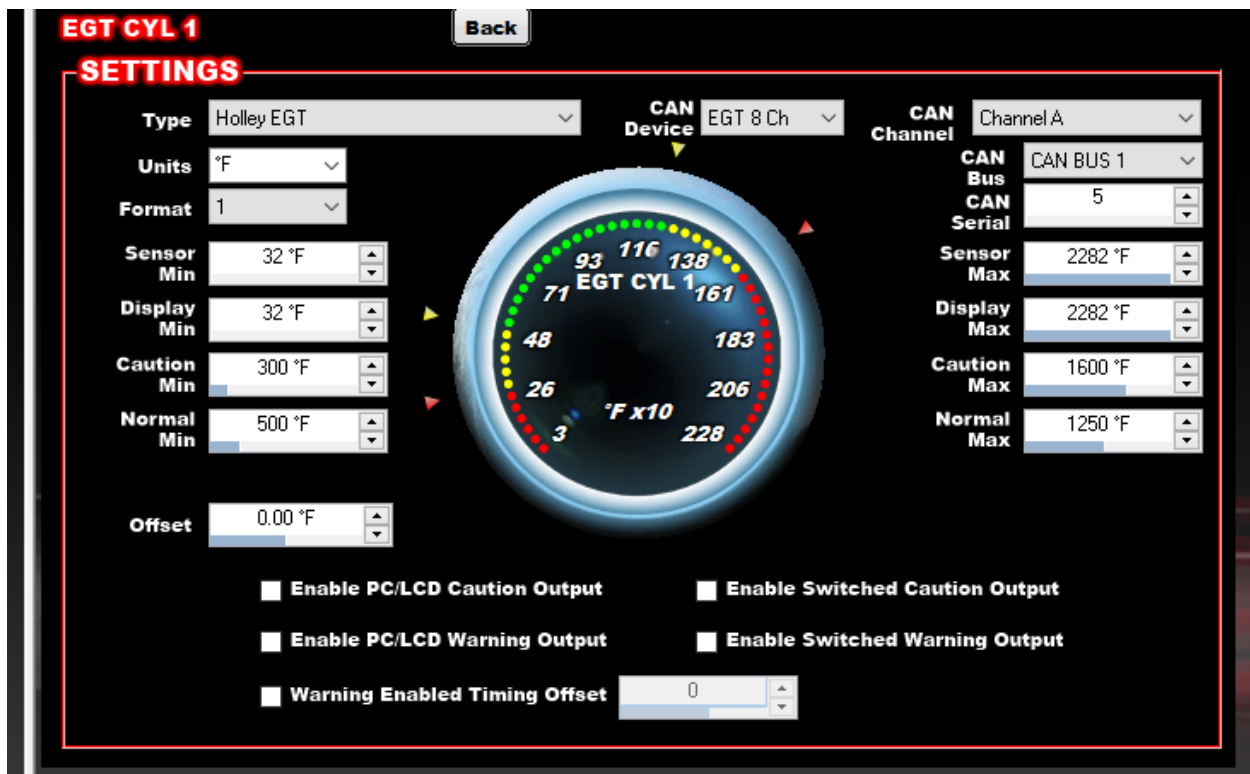 EGT CYL 1
Back
SETTINGS
Type
Holley EGT
CAN
Device
EGT 8 Ch
CAN
Channel
Channel A
Units
°F
CAN
Bus
CAN BUS 1
Format
1
CAN
Serial
5
Sensor
Min
32 °F
Sensor
Max
2282 °F
Display
Min
32 °F
Display
Max
2282 °F
Caution
Min
300 °F
Caution
Max
1600 °F
Normal
Min
500 °F
Normal
Max
1250 °F
3
26
48
71
93
116
138
161
183
206
228
EGT CYL 1
°F x10
Offset
0.00 °F
Enable PC/LCD Caution Output
Enable Switched Caution Output
Enable PC/LCD Warning Output
Enable Switched Warning Output
Warning Enabled Timing Offset
0